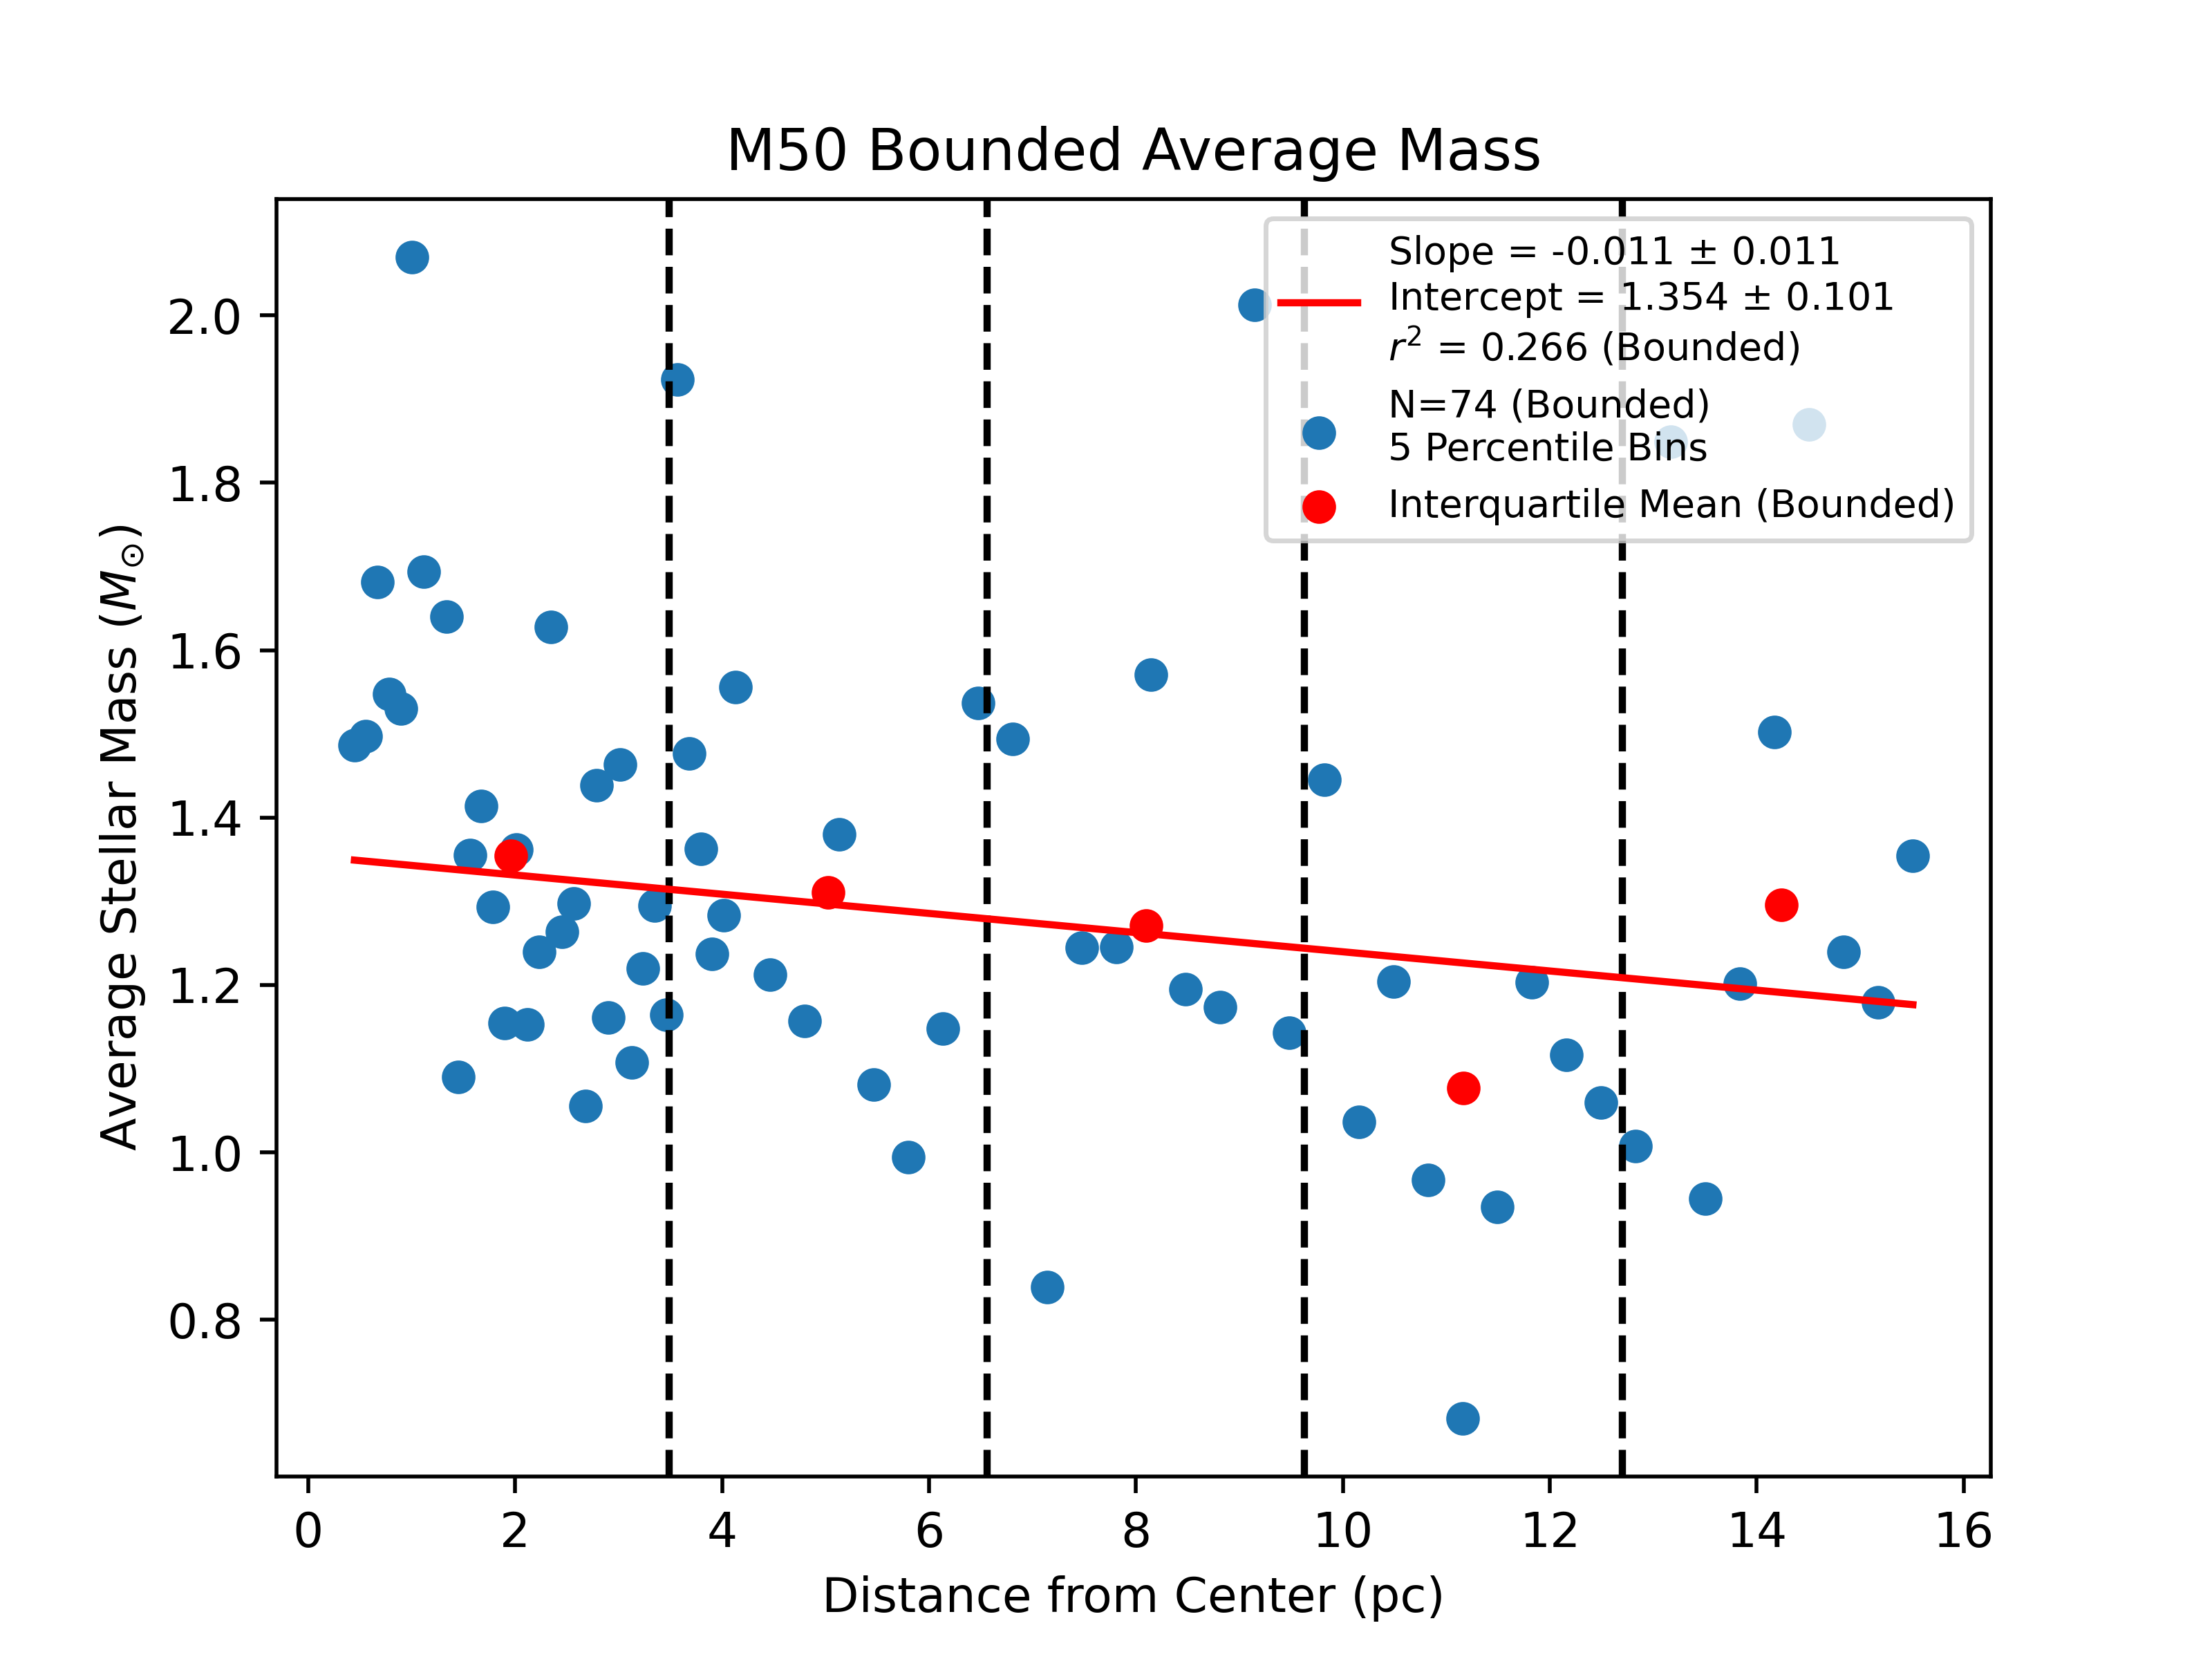 M50 Bounded Average Mass
Slope = -0.011 ± 0.011
Intercept = 1.354 ± 0.101
r² = 0.266 (Bounded)
N=74 (Bounded)
5 Percentile Bins
Interquartile Mean (Bounded)
Average Stellar Mass (M☉)
2.0
1.8
1.6
1.4
1.2
1.0
0.8
0 2 4 6 8 10 12 14 16
Distance from Center (pc)